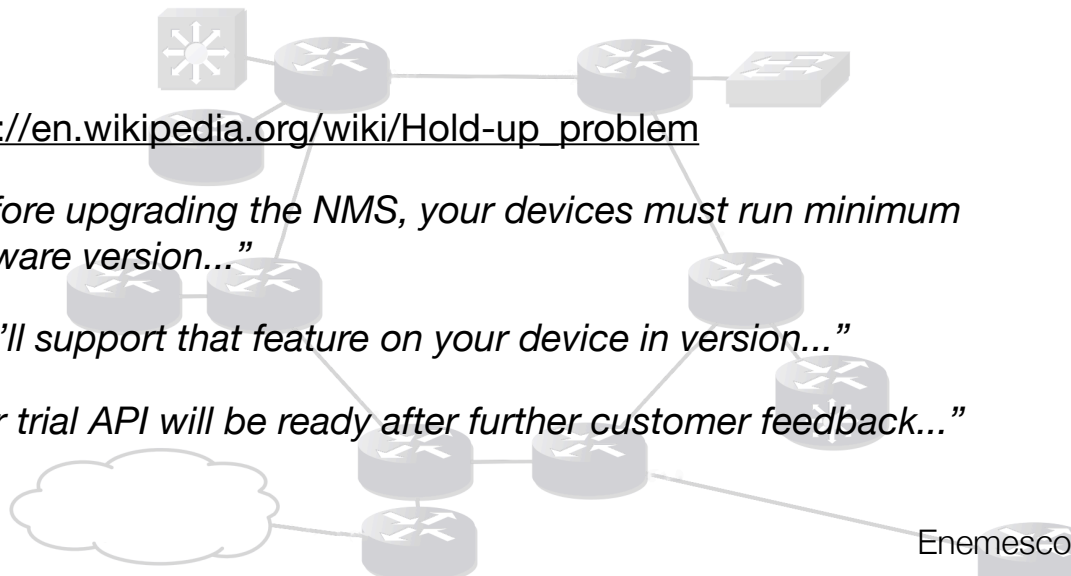 ://en.wikipedia.org/wiki/Hold-up_problem
fore upgrading the NMS, your devices must run minimum
ware version...”
’ll support that feature on your device in version...”
r trial API will be ready after further customer feedback...”
Enemesco